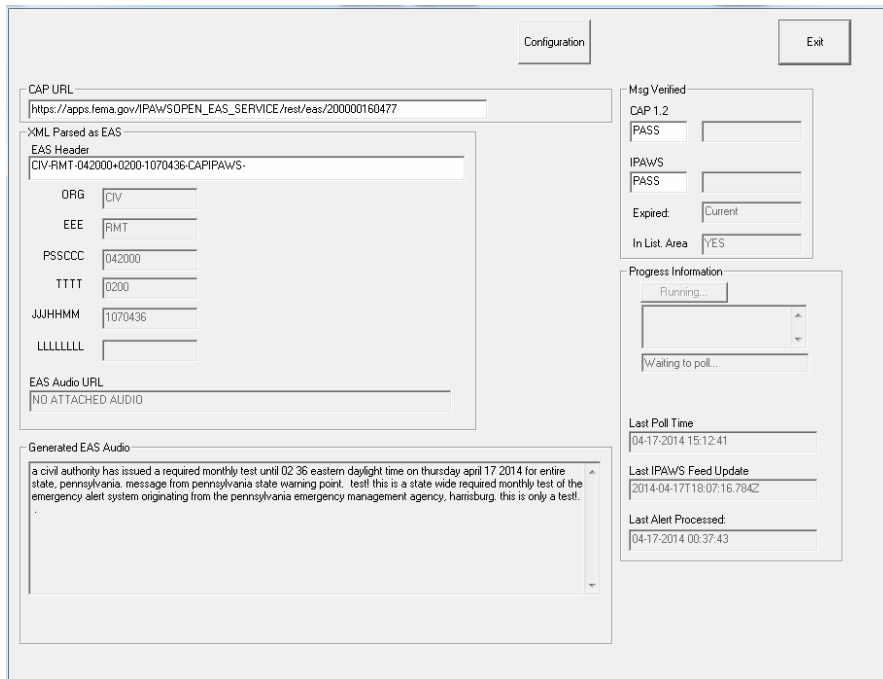 Configuration
Exit
CAP URL
https://apps.fema.gov/IPAWSOPEN_EAS_SERVICE/rest/eas/200000160477
XML Parsed as EAS
EAS Header
CIV-RMT-042000+0200-1070436-CAPIPAWS-
ORG CIV
EEE RMT
PSSCCC 042000
TTTT 0200
JJJHHMM 1070436
LLLLLLLL
EAS Audio URL
NO ATTACHED AUDIO
Generated EAS Audio
a civil authority has issued a required monthly test until 02 36 eastern daylight time on thursday april 17 2014 for entire
state, pennsylvania. message from pennsylvania state warning point. test! this is a state wide required monthly test of the
emergency alert system originating from the pennsylvania emergency management agency, harrisburg. this is only a test!.
.
Msg Verified
CAP 1.2
PASS
IPAWS
PASS
Expired: Current
In List. Area YES
Progress Information
Running...
Waiting to poll...
Last Poll Time
04-17-2014 15:12:41
Last IPAWS Feed Update
2014-04-17T18:07:16.784Z
Last Alert Processed:
04-17-2014 00:37:43